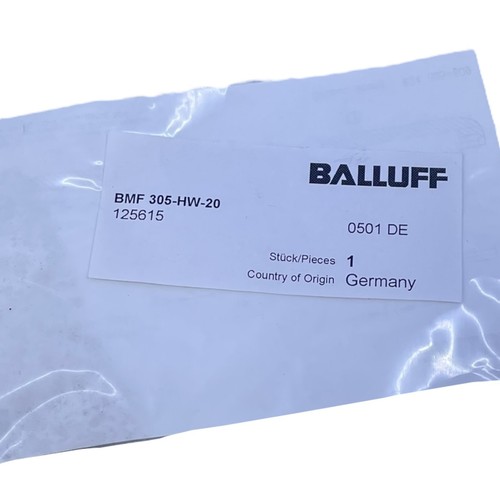 BALLUFF
BMF 305-HW-20
125615
0501 DE
Stück/Pieces 1
Country of Origin Germany